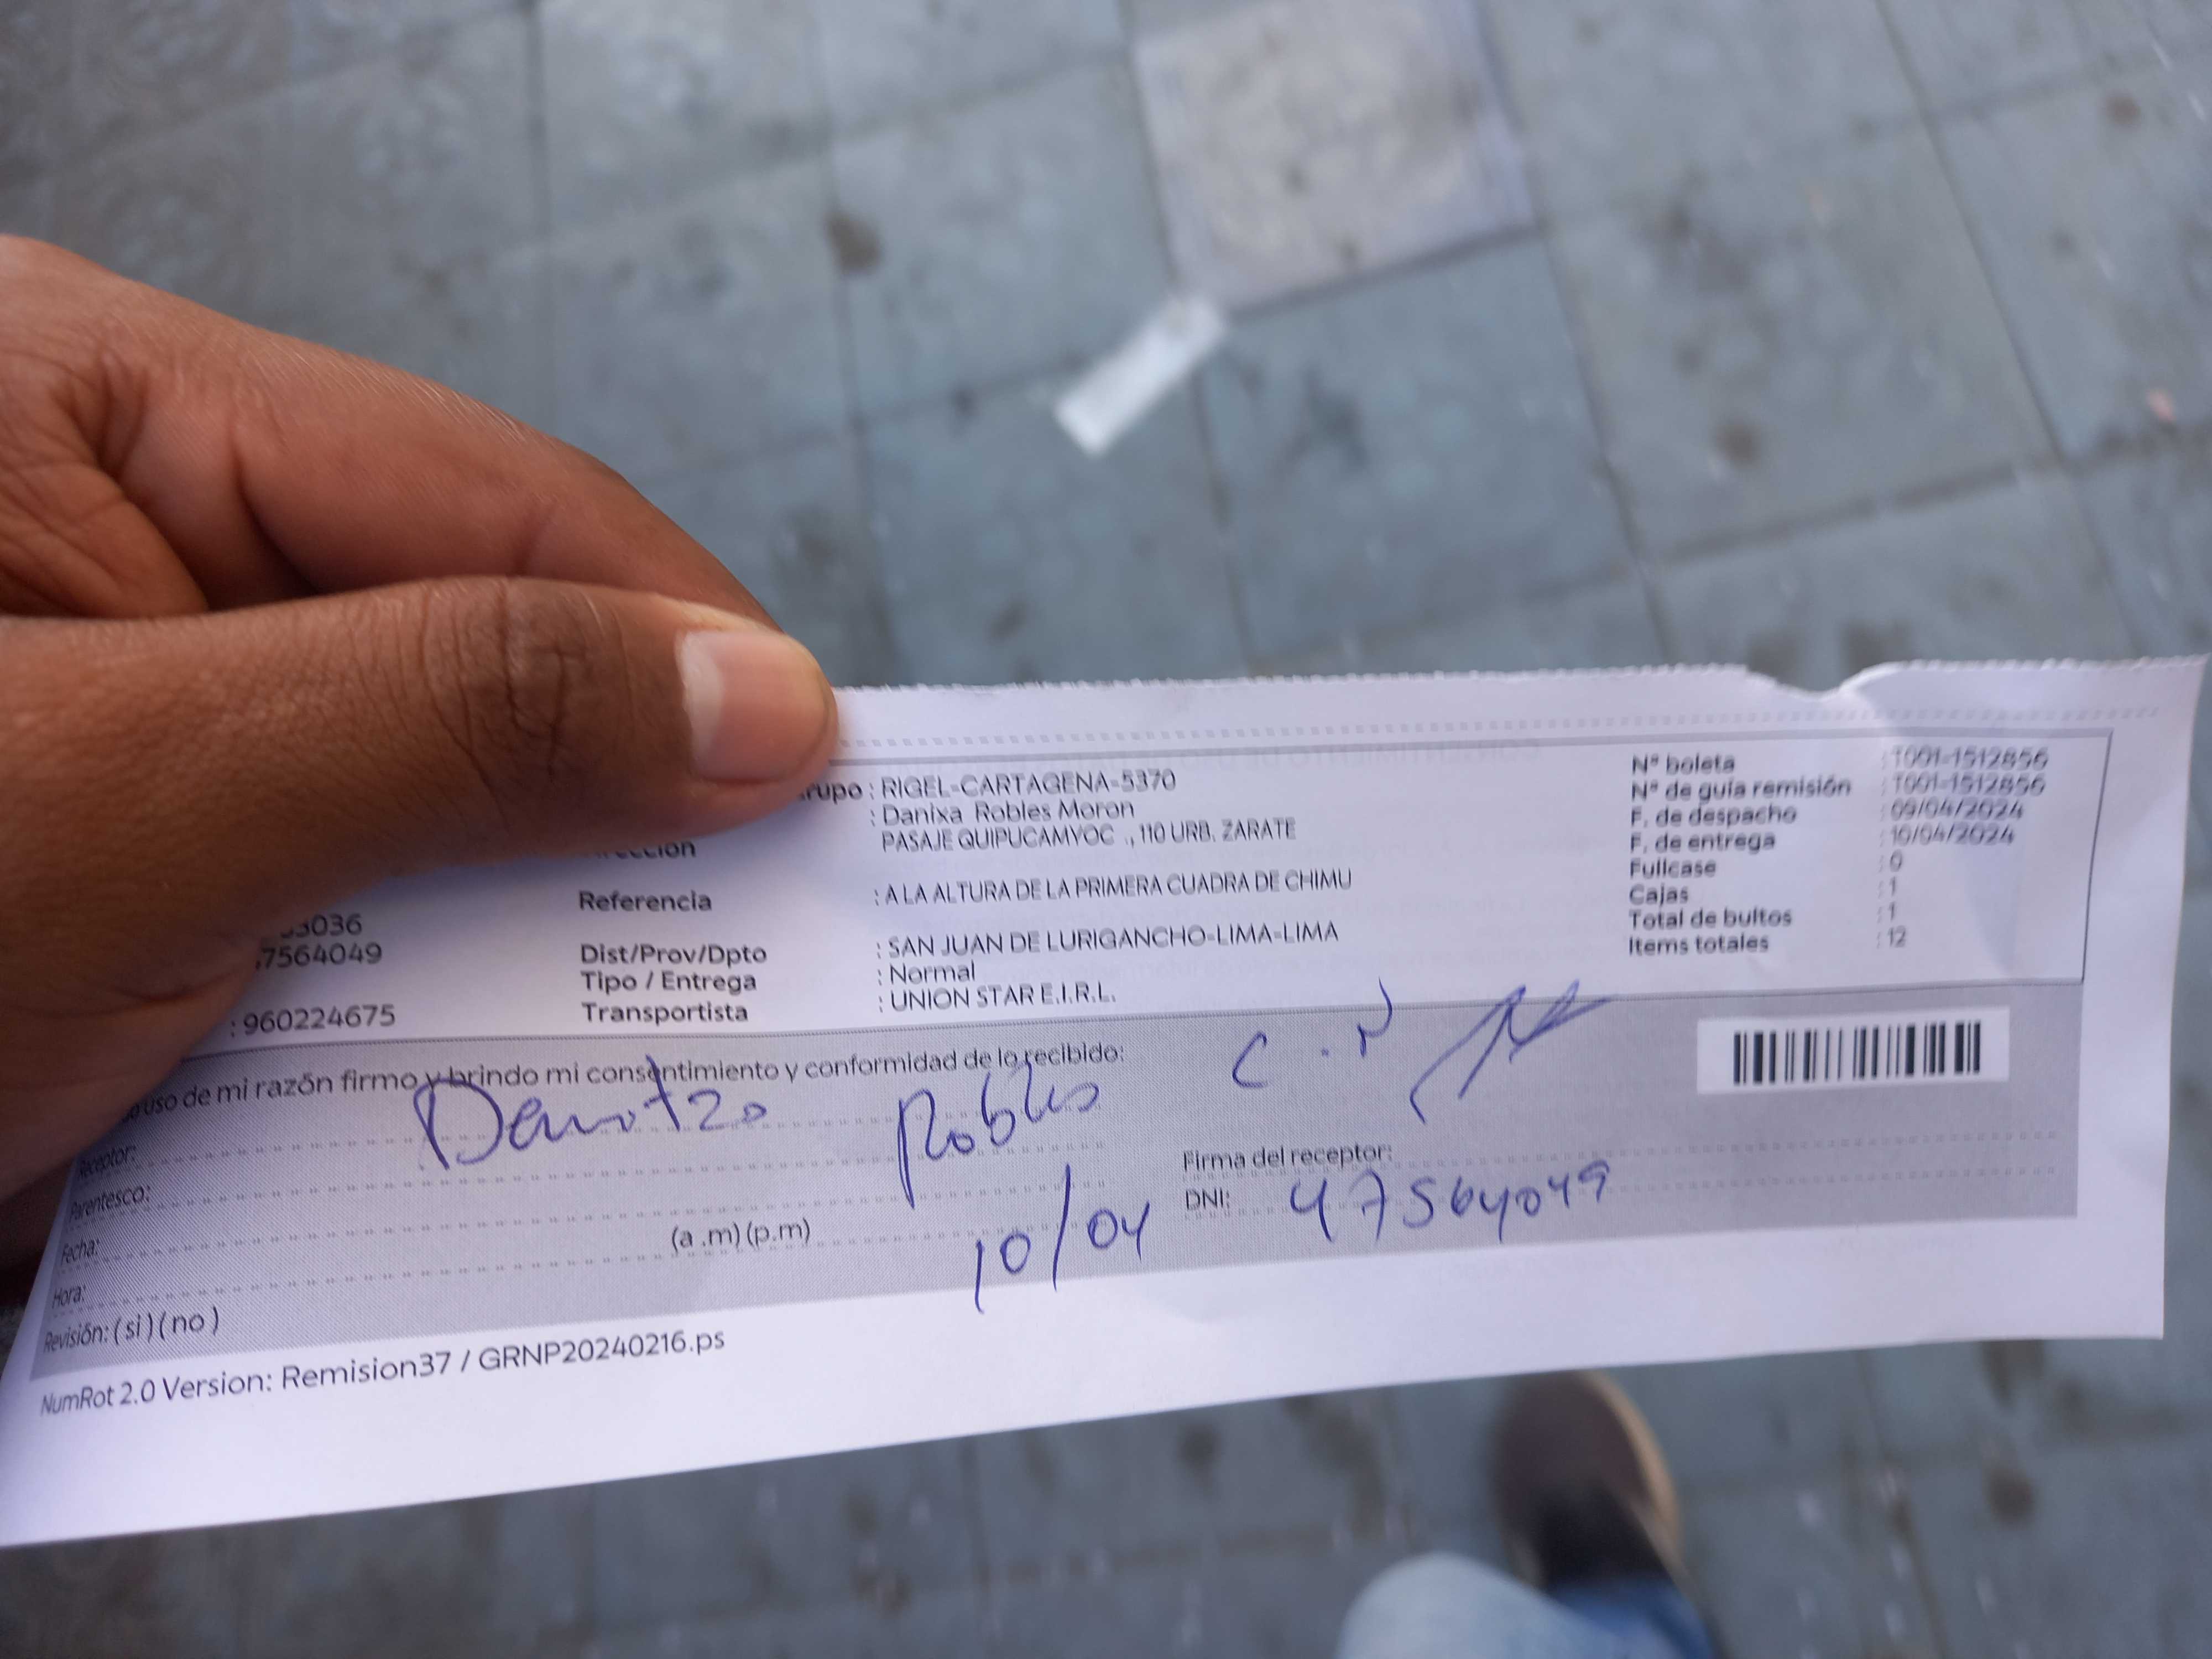 rupo : RIGEL-CARTAGENA-5370
: Danixa Robles Moron
PASAJE QUIPUCAMYOC ., 110 URB. ZARATE
Referencia : A LA ALTURA DE LA PRIMERA CUADRA DE CHIMU
3036
7564049 Dist/Prov/Dpto : SAN JUAN DE LURIGANCHO-LIMA-LIMA
Tipo / Entrega : Normal
: 960224675 Transportista : UNION STAR E.I.R.L.
N° boleta : T001-1512856
N° de guía remisión : T001-1512856
F. de despacho : 09/04/2024
F. de entrega : 10/04/2024
Fullcase : 0
Cajas : 1
Total de bultos : 1
Items totales : 12
uso de mi razón firmo y brindo mi consentimiento y conformidad de lo recibido:
Receptor: Robles
Parentesco:
Fecha: 10/04
Hora: (a .m) (p.m)
Revisión: ( si ) ( no )
Firma del receptor:
DNI: 47564049
NumRot 2.0 Version: Remision37 / GRNP20240216.ps